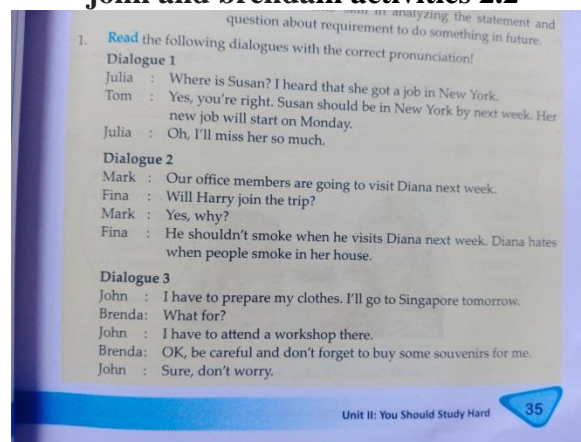 question about requirement to do something in future.
analyzing the statement and
1. Read the following dialogues with the correct pronunciation!
Dialogue 1
Julia : Where is Susan? I heard that she got a job in New York.
Tom : Yes, you're right. Susan should be in New York by next week. Her
new job will start on Monday.
Julia : Oh, I'll miss her so much.
Dialogue 2
Mark : Our office members are going to visit Diana next week.
Fina : Will Harry join the trip?
Mark : Yes, why?
Fina : He shouldn't smoke when he visits Diana next week. Diana hates
when people smoke in her house.
Dialogue 3
John : I have to prepare my clothes. I'll go to Singapore tomorrow.
Brenda: What for?
John : I have to attend a workshop there.
Brenda: OK, be careful and don't forget to buy some souvenirs for me.
John : Sure, don't worry.
Unit II: You Should Study Hard 35